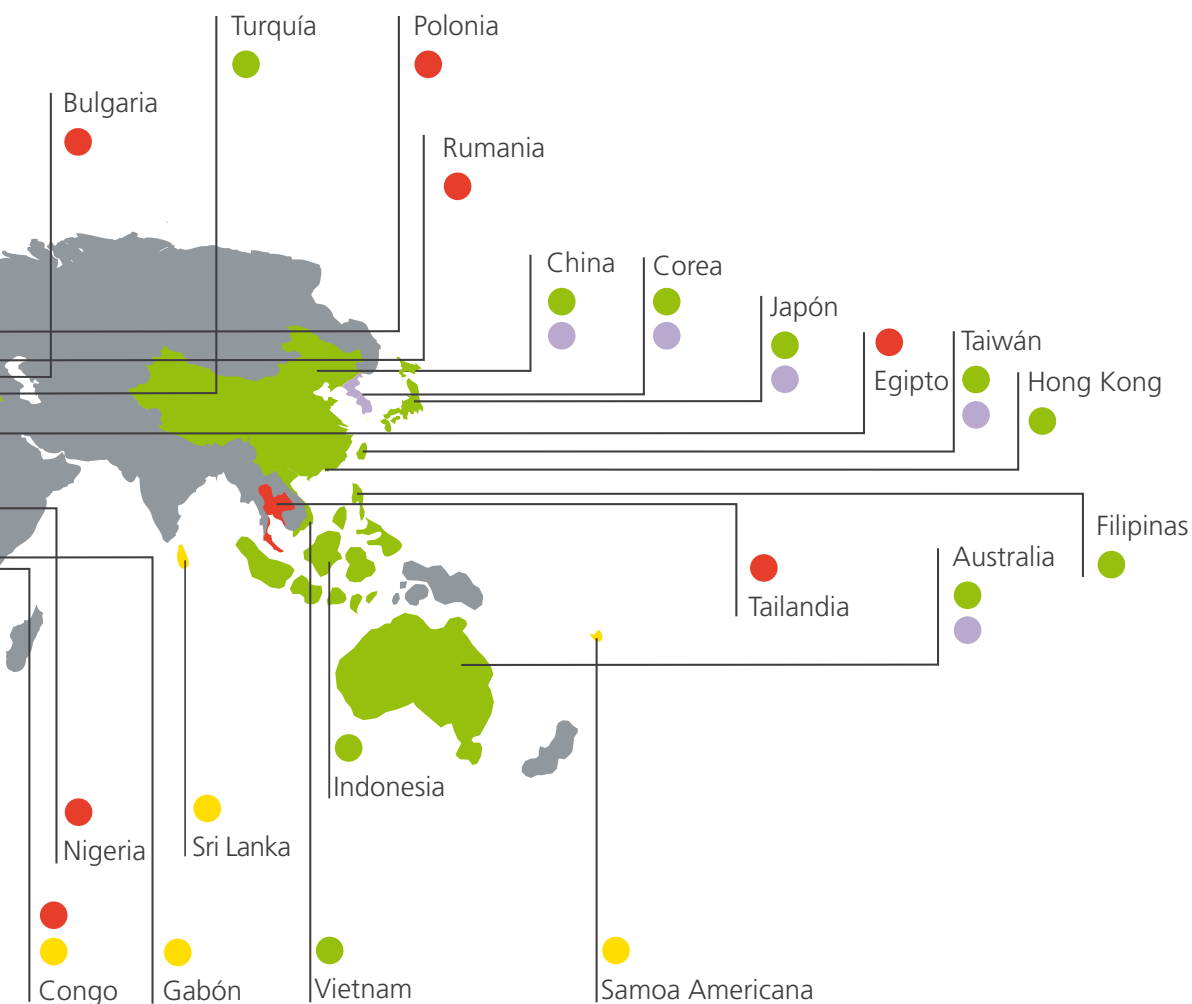 Turquía
Polonia
Bulgaria
Rumania
China
Corea
Japón
Taiwán
Egipto
Hong Kong
Filipinas
Australia
Tailandia
Indonesia
Nigeria
Sri Lanka
Congo
Gabón
Vietnam
Samoa Americana